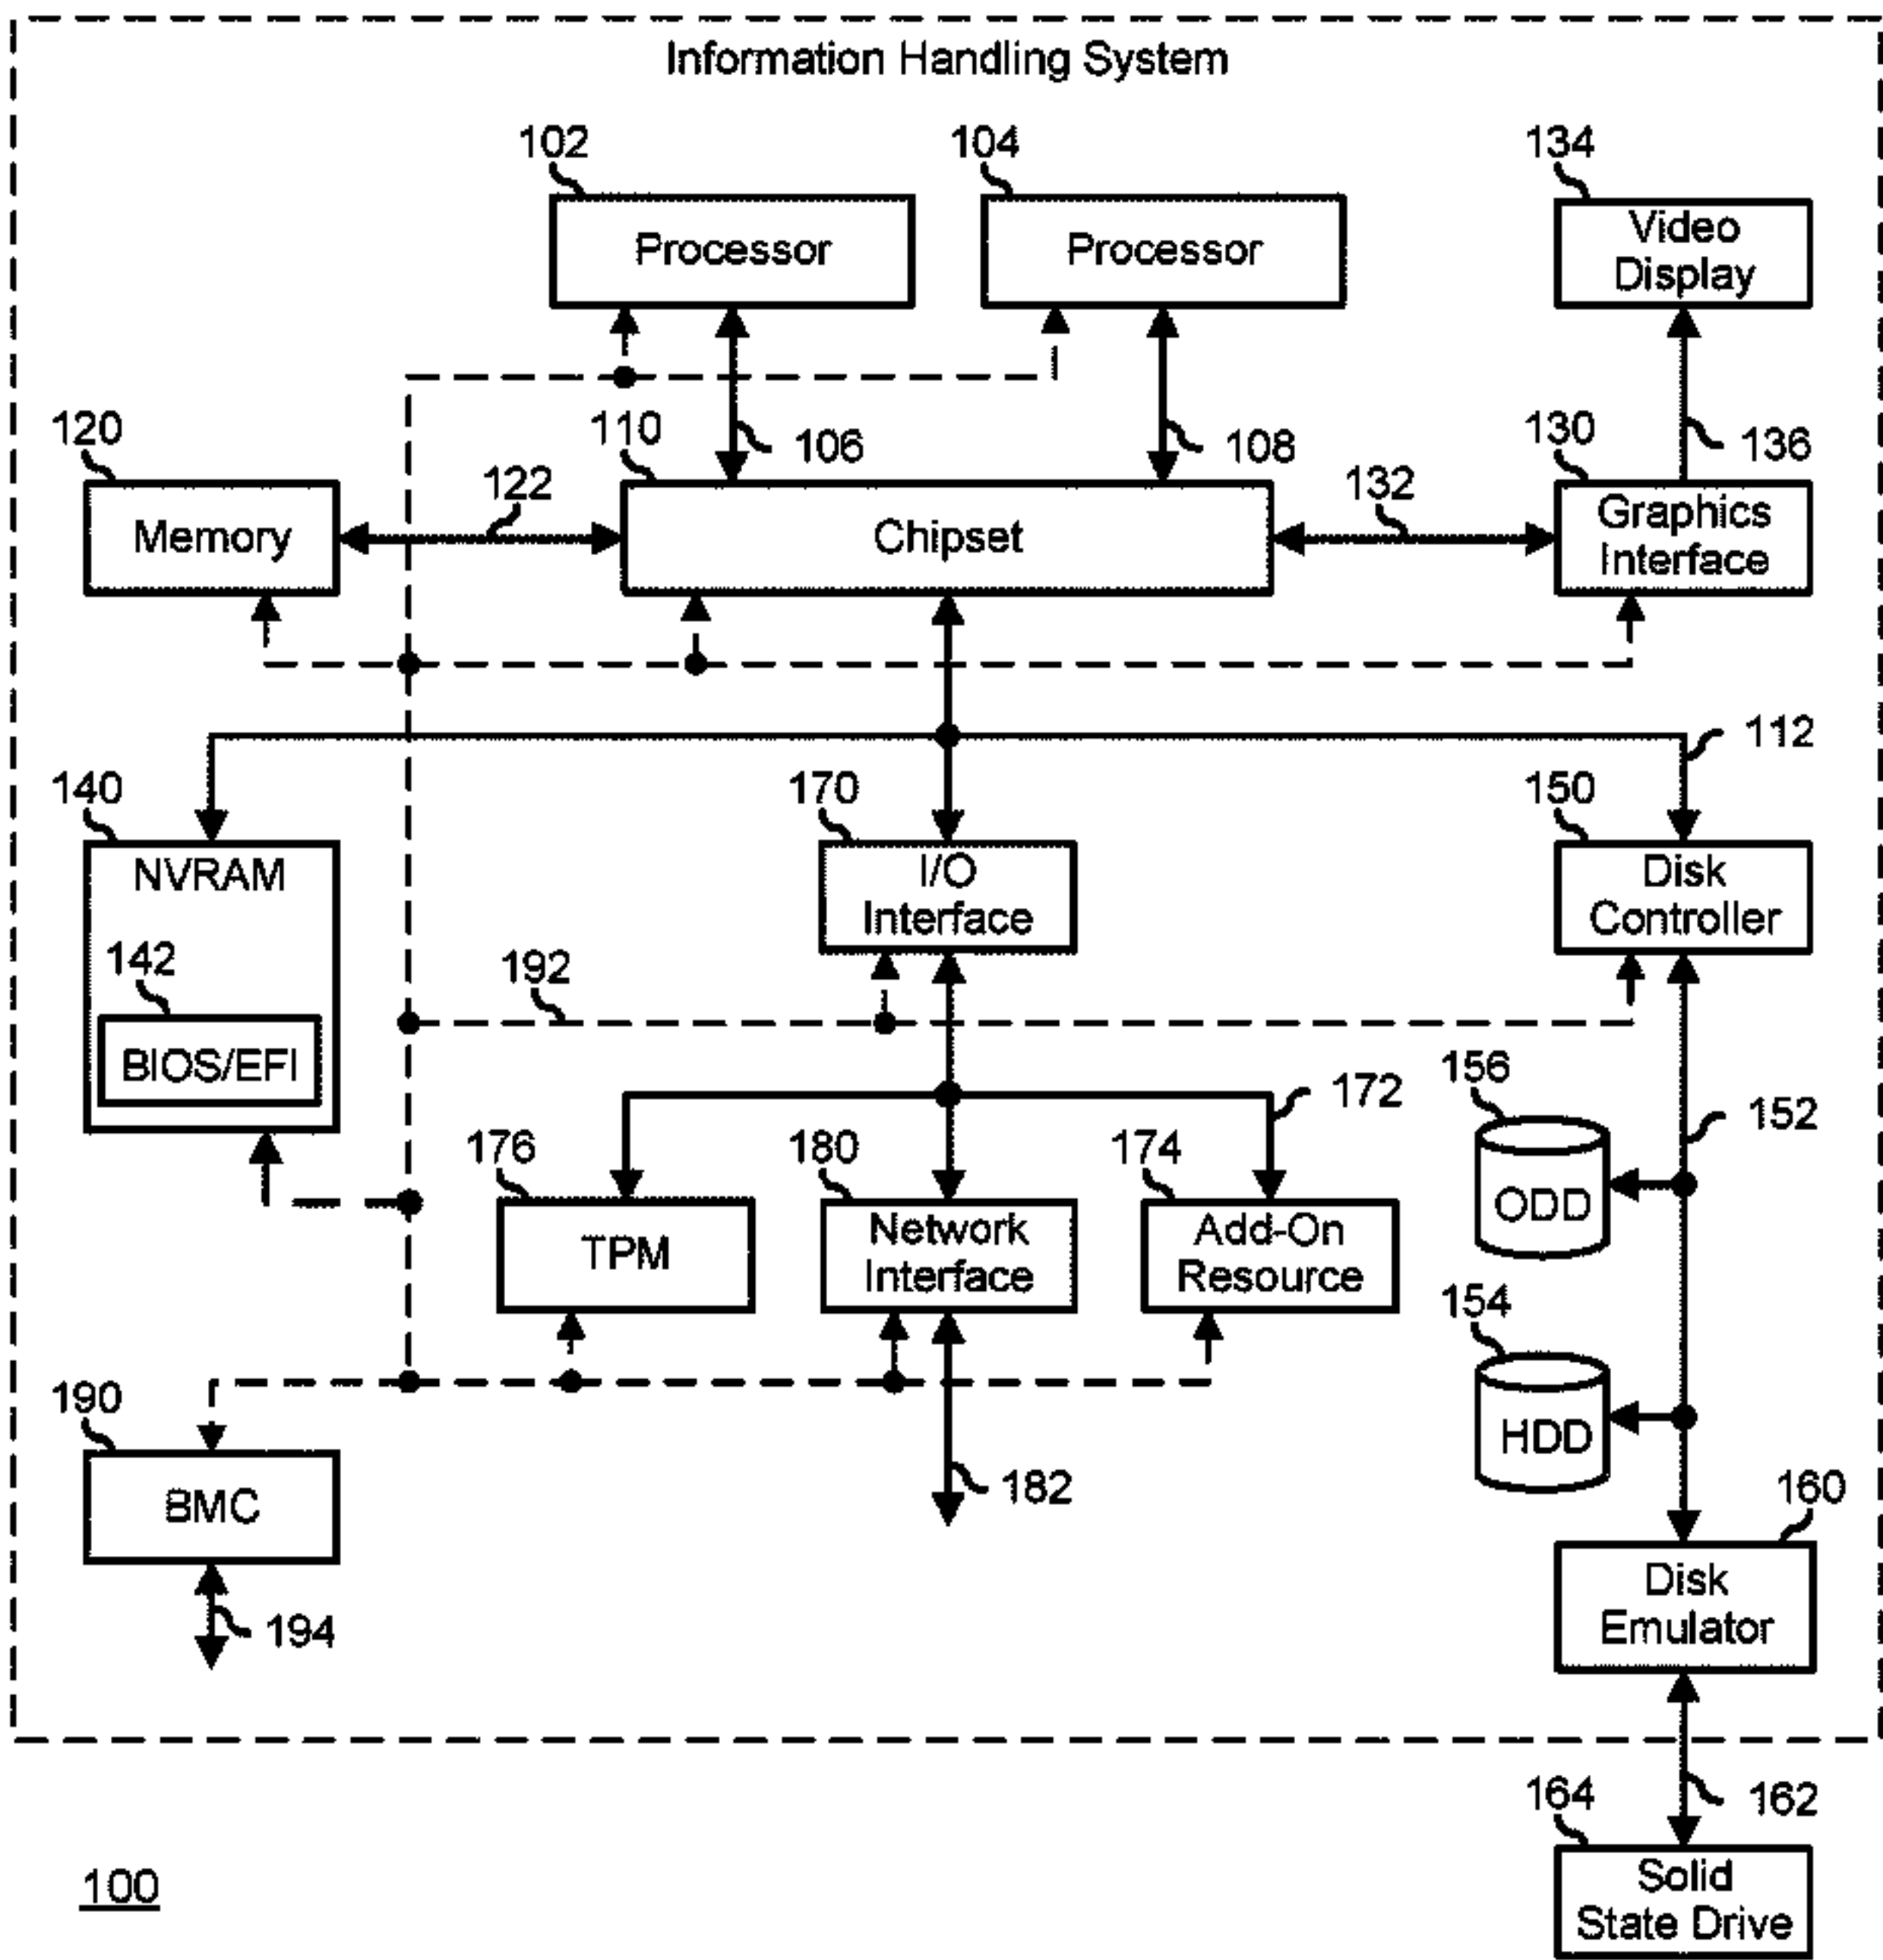 Information Handling System
102
104
134
Processor
Processor
Video
Display
120
110
106
108
130
136
122
132
Memory
Chipset
Graphics
Interface
112
140
170
150
NVRAM
I/O
Interface
Disk
Controller
142
192
BIOS/EFI
156
172
152
176
180
174
ODD
TPM
Network
Interface
Add-On
Resource
154
190
HDD
182
160
BMC
Disk
Emulator
194
164
162
100
Solid
State Drive